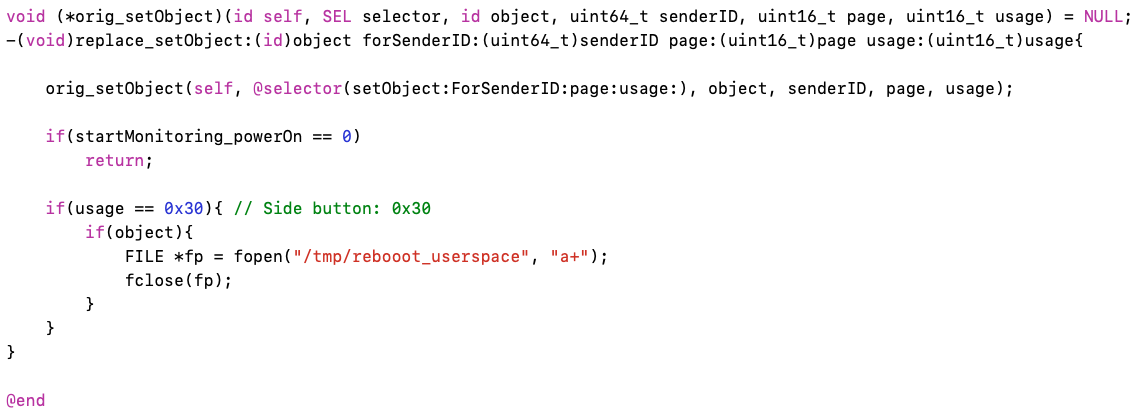 void (*orig_setObject)(id self, SEL selector, id object, uint64_t senderID, uint16_t page, uint16_t usage) = NULL;
-(void)replace_setObject:(id)object forSenderID:(uint64_t)senderID page:(uint16_t)page usage:(uint16_t)usage{
orig_setObject(self, @selector(setObject:ForSenderID:page:usage:), object, senderID, page, usage);
if(startMonitoring_powerOn == 0)
return;
if(usage == 0x30){ // Side button: 0x30
if(object){
FILE *fp = fopen("/tmp/rebooot_userspace", "a+");
fclose(fp);
}
}
}
@end